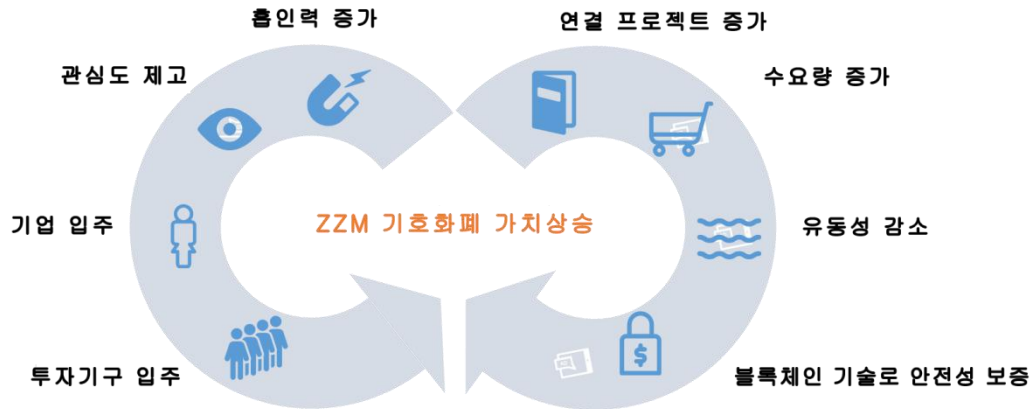 흡인력 증가
연결 프로젝트 증가
관심도 제고
수요량 증가
기업 입주
ZZM 기호화폐 가치상승
유동성 감소
투자기구 입주
$
블록체인 기술로 안전성 보증